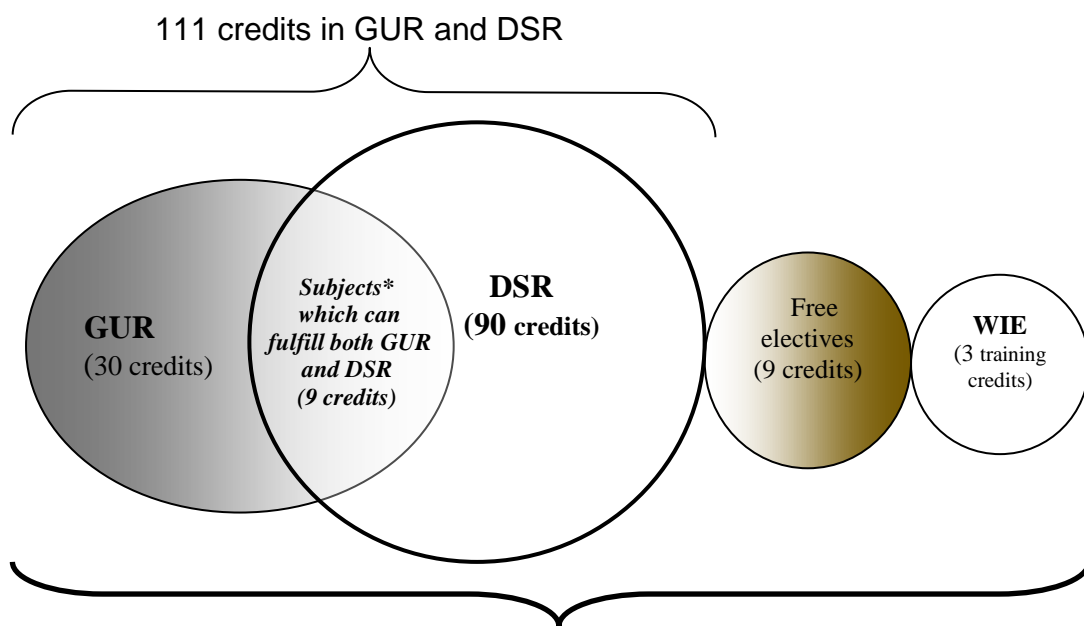 111 credits in GUR and DSR
GUR
(30 credits)
Subjects*
which can
fulfill both GUR
and DSR
(9 credits)
DSR
(90 credits)
Free
electives
(9 credits)
WIE
(3 training
credits)